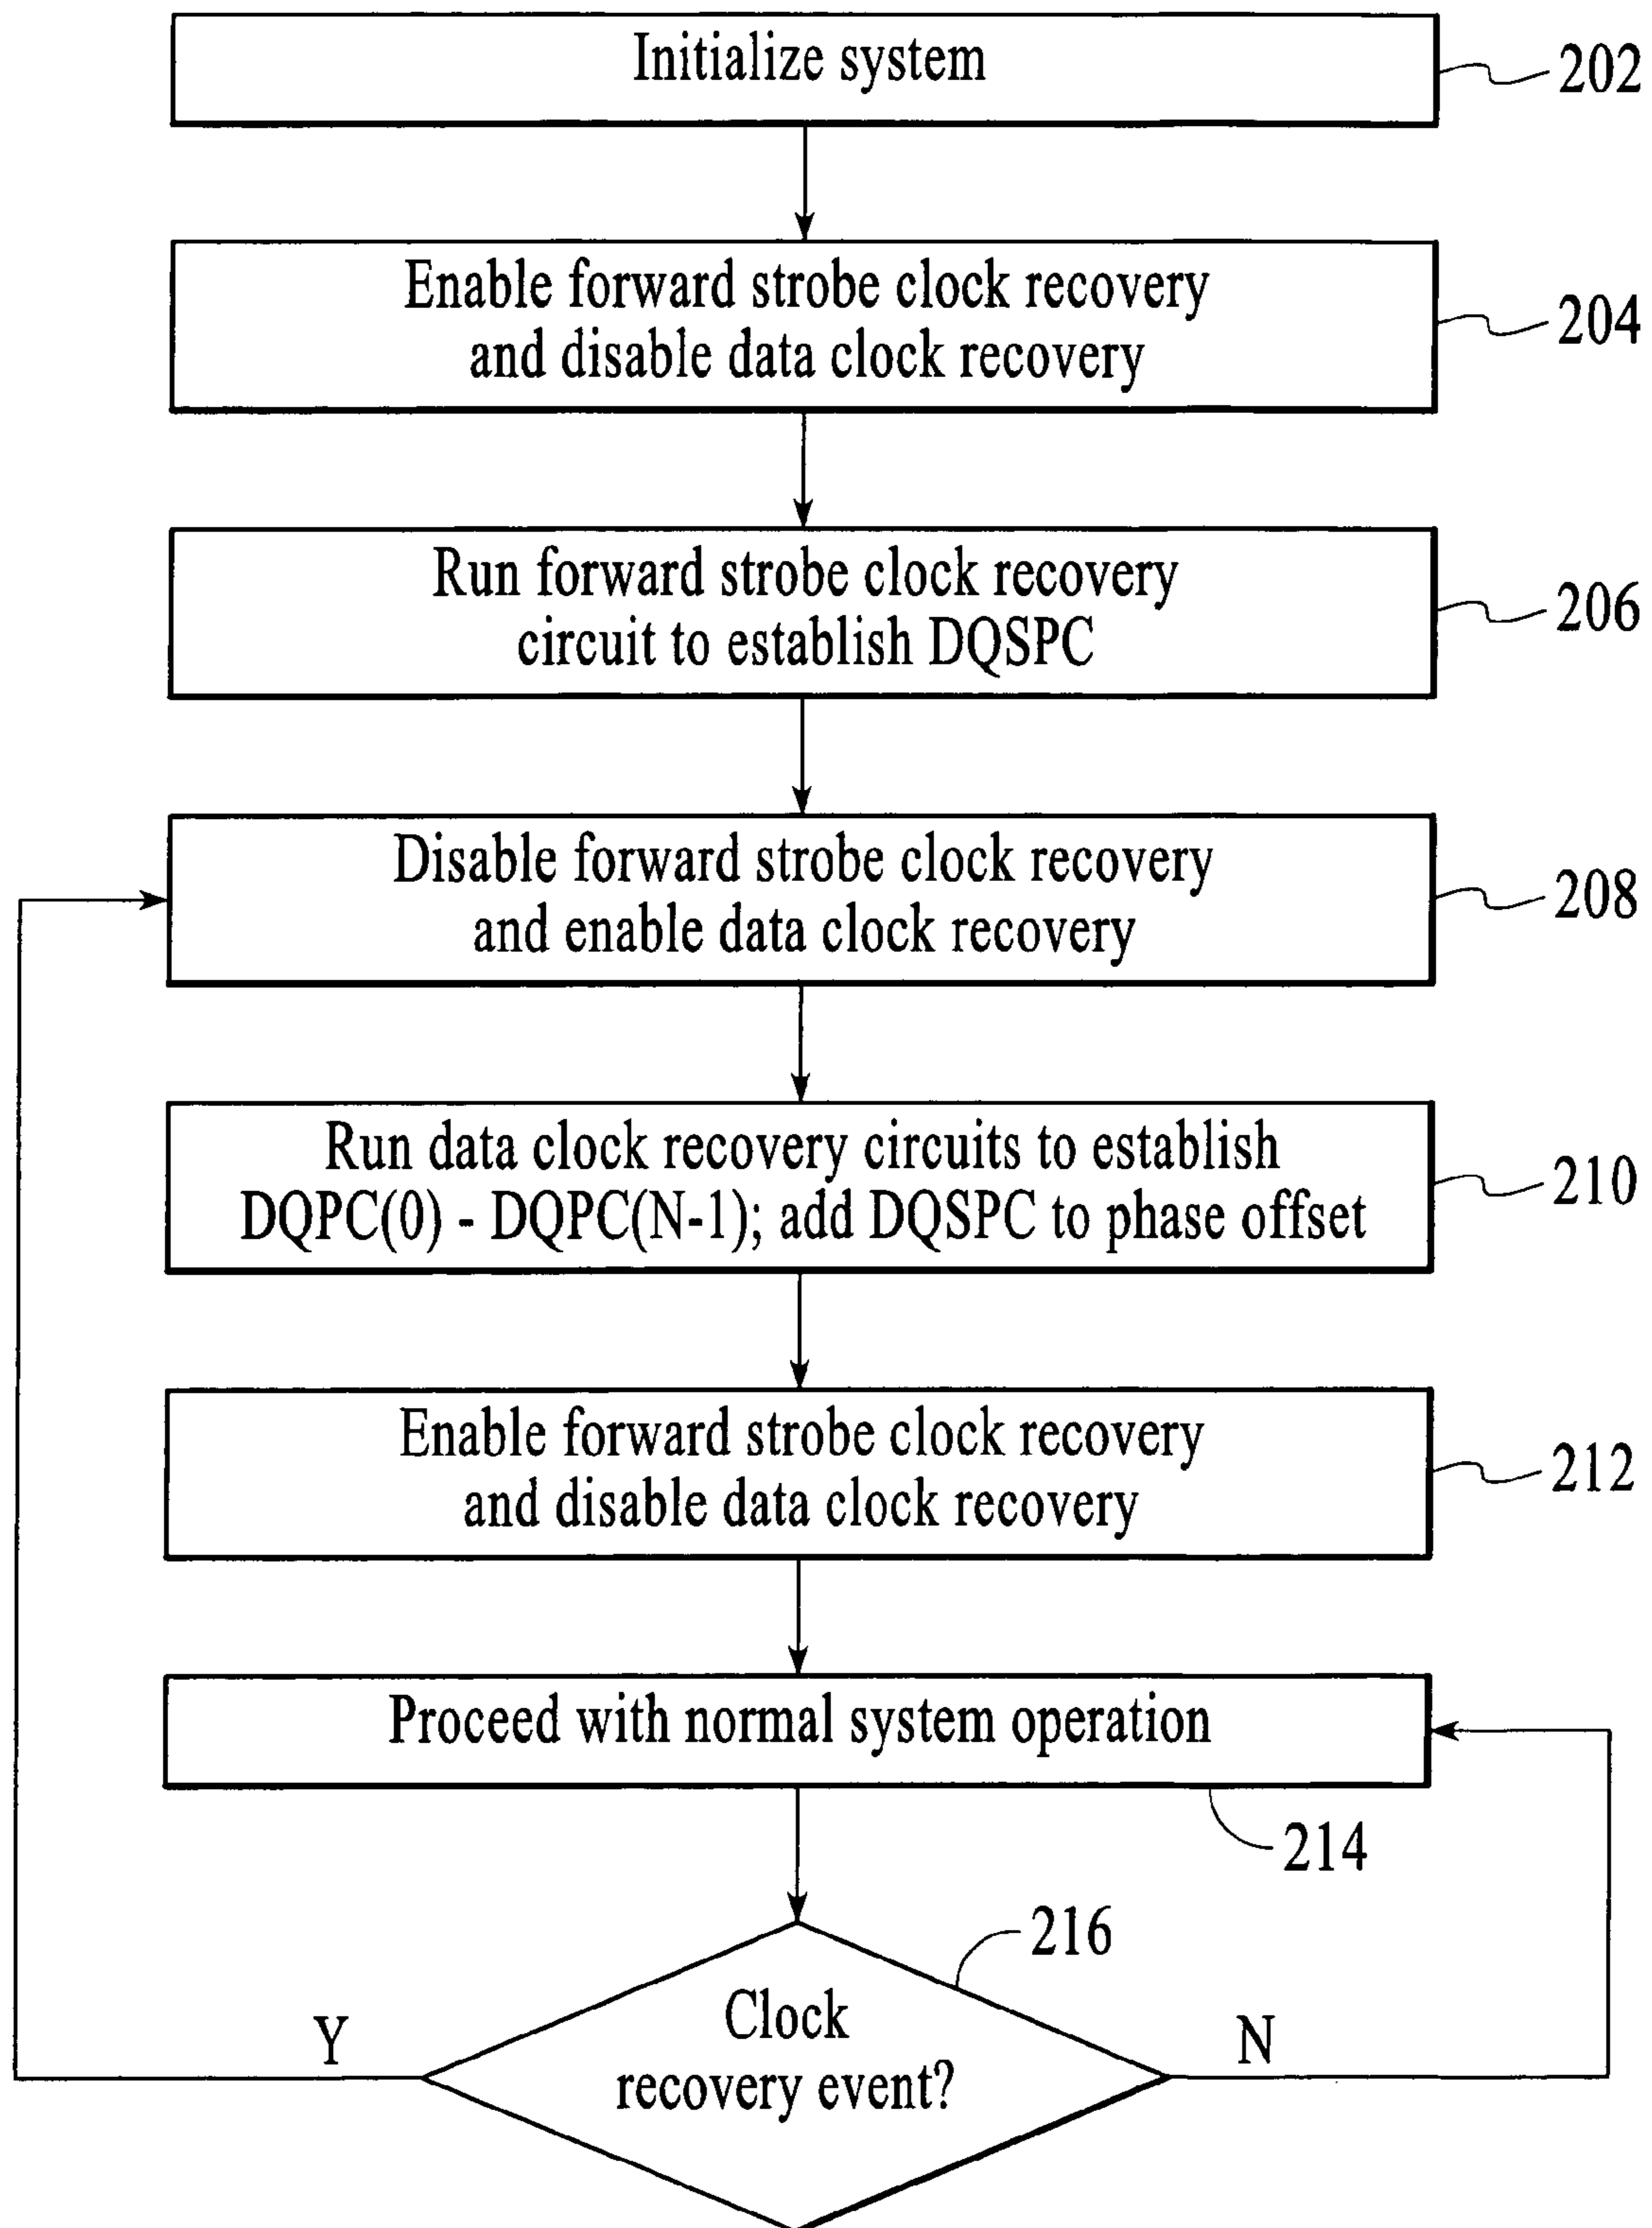 Initialize system
202
Enable forward strobe clock recovery
and disable data clock recovery
204
Run forward strobe clock recovery
circuit to establish DQSPC
206
Disable forward strobe clock recovery
and enable data clock recovery
208
Run data clock recovery circuits to establish
DQPC(0) - DQPC(N-1); add DQSPC to phase offset
210
Enable forward strobe clock recovery
and disable data clock recovery
212
Proceed with normal system operation
214
216
Clock
recovery event?
Y
N